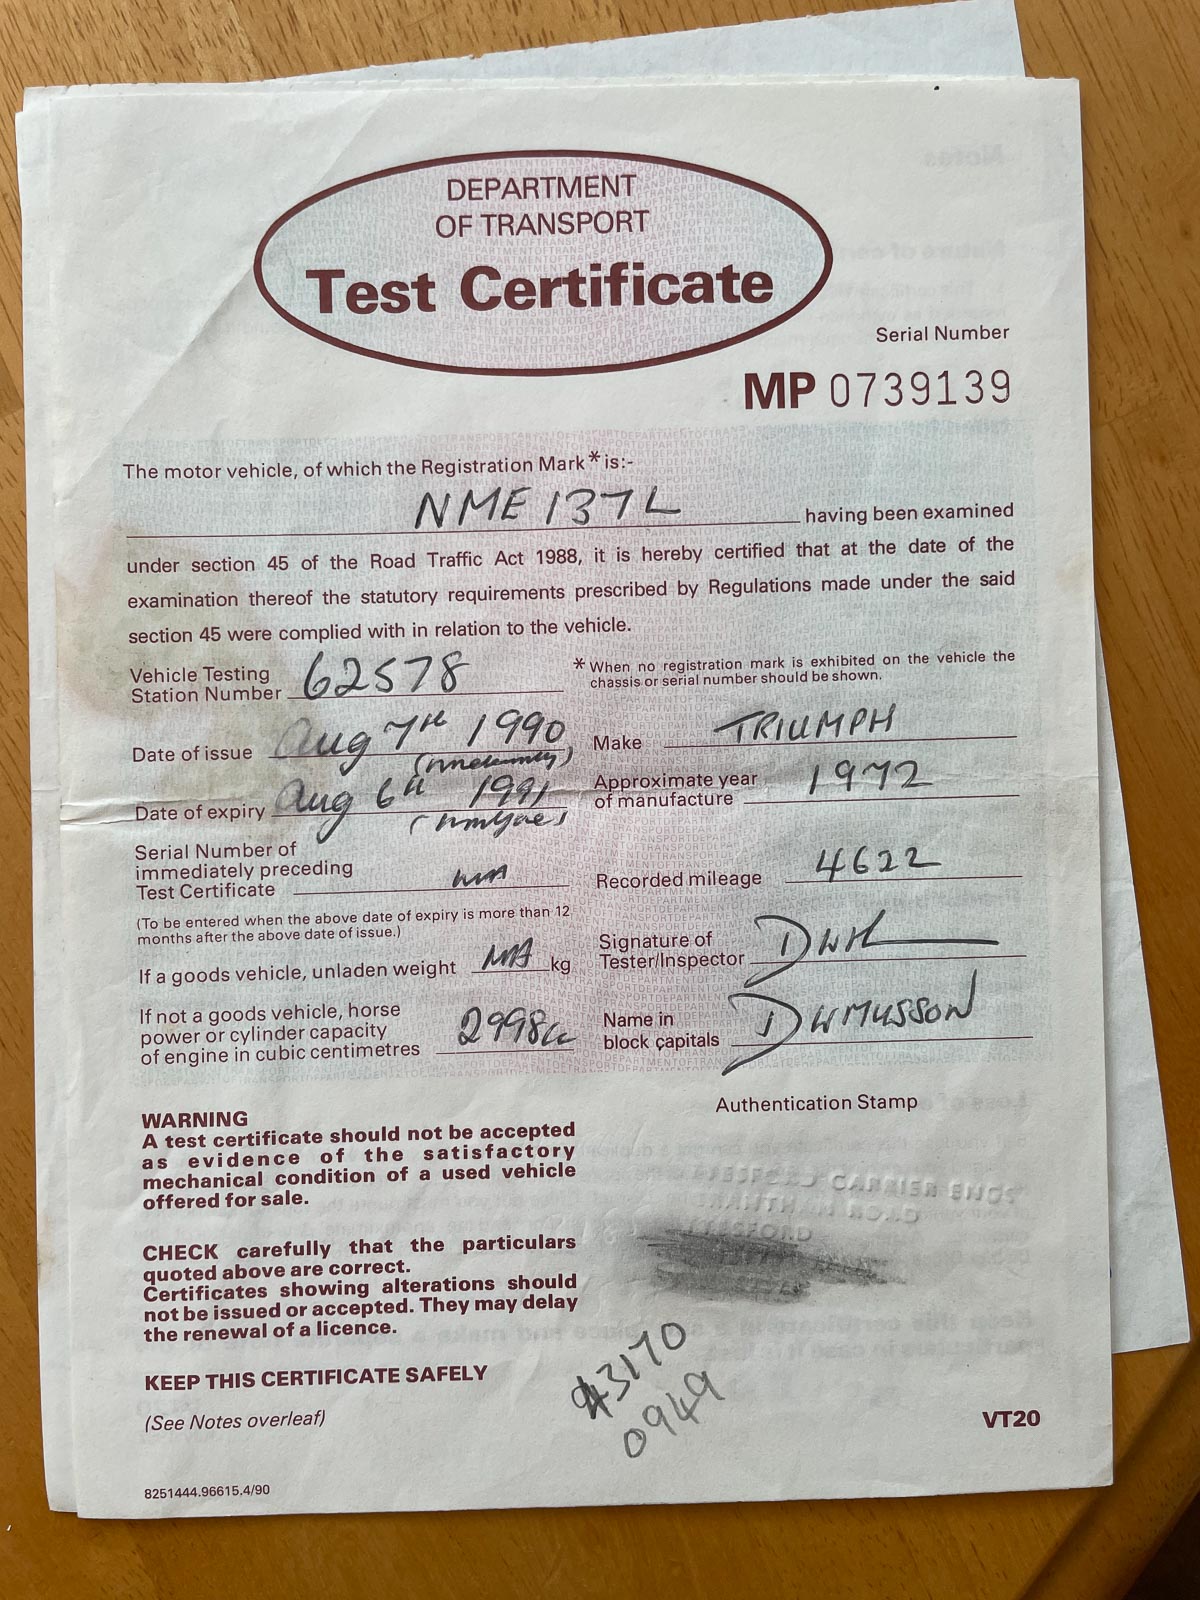 DEPARTMENT
OF TRANSPORT
Test Certificate
Serial Number
MP 0739139
The motor vehicle, of which the Registration Mark* is:-
NME 137L having been examined
under section 45 of the Road Traffic Act 1988, it is hereby certified that at the date of the
examination thereof the statutory requirements prescribed by Regulations made under the said
section 45 were complied with in relation to the vehicle.
Vehicle Testing
Station Number 62578
* When no registration mark is exhibited on the vehicle the
chassis or serial number should be shown.
Date of issue Aug 7th 1990
(ninety)
Make TRIUMPH
Date of expiry Aug 6th 1991
Approximate year
of manufacture 1972
Serial Number of
immediately preceding
Test Certificate NA
Recorded mileage 4622
(To be entered when the above date of expiry is more than 12
months after the above date of issue.)
If a goods vehicle, unladen weight NA kg
Signature of
Tester/Inspector
If not a goods vehicle, horse
power or cylinder capacity
of engine in cubic centimetres 2998cc
Name in
block capitals D W MUSSON
Authentication Stamp
CARRIER ENGS
ROAD
WARNING
A test certificate should not be accepted
as evidence of the satisfactory
mechanical condition of a used vehicle
offered for sale.
CHECK carefully that the particulars
quoted above are correct.
Certificates showing alterations should
not be issued or accepted. They may delay
the renewal of a licence.
KEEP THIS CERTIFICATE SAFELY
(See Notes overleaf)
3170
0949
VT20
8251444.96615.4/90